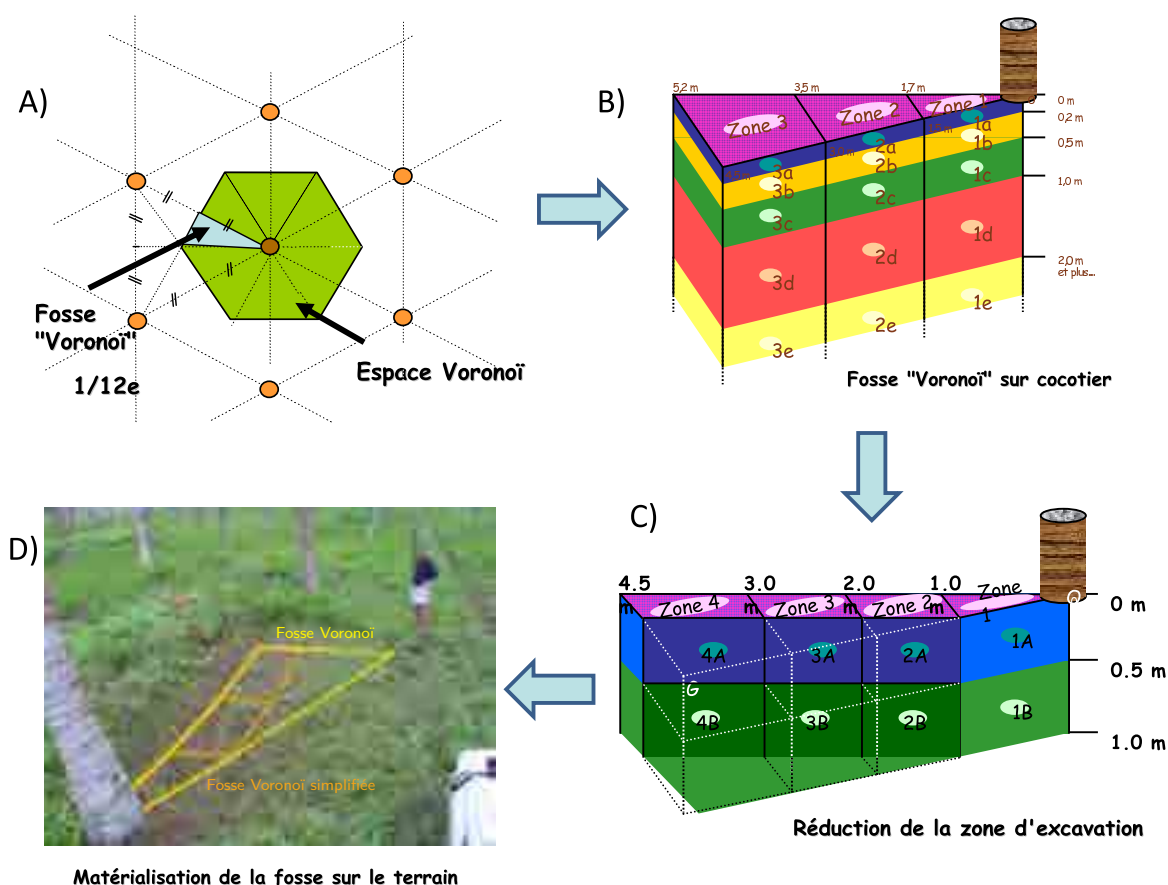 A)
Fosse
"Voronoï"
1/12e
Espace Voronoï
B)
5,2 m
3,5 m
1,7 m
Zone 3
Zone 2
Zone 1
0 m
0,2 m
0,5 m
1,0 m
2,0 m
et plus...
1a
1b
1c
1d
1e
2a
2b
2c
2d
2e
3a
3b
3c
3d
3e
Fosse "Voronoï" sur cocotier
C)
4.5 m
3.0 m
2.0 m
1.0 m
Zone 4
Zone 3
Zone 2
Zone 1
O
0 m
0.5 m
1.0 m
4A
3A
2A
1A
G
4B
3B
2B
1B
Réduction de la zone d'excavation
D)
Fosse Voronoï
Fosse Voronoï simplifiée
Matérialisation de la fosse sur le terrain